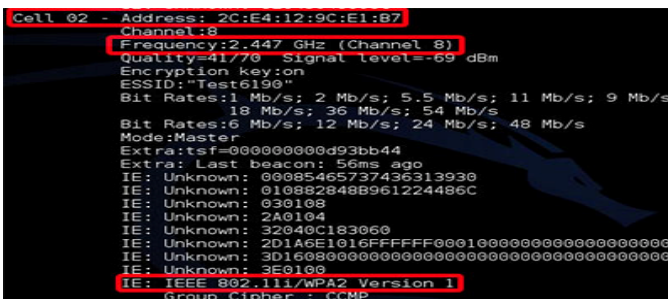 Cell 02 - Address: 2C:E4:12:9C:E1:B7
Channel:8
Frequency:2.447 GHz (Channel 8)
Quality=41/70 Signal level=-69 dBm
Encryption key:on
ESSID:"Test6190"
Bit Rates:1 Mb/s; 2 Mb/s; 5.5 Mb/s; 11 Mb/s; 9 Mb/s
18 Mb/s; 36 Mb/s; 54 Mb/s
Bit Rates:6 Mb/s; 12 Mb/s; 24 Mb/s; 48 Mb/s
Mode:Master
Extra:tsf=000000000d93bb44
Extra: Last beacon: 56ms ago
IE: Unknown: 00085465737436313930
IE: Unknown: 010882848B961224486C
IE: Unknown: 030108
IE: Unknown: 2A0104
IE: Unknown: 32040C183060
IE: Unknown: 2D1A6E1016FFFFFF0001000000000000000000
IE: Unknown: 3D1608000000000000000000000000000000000
IE: Unknown: 3E0100
IE: IEEE 802.11i/WPA2 Version 1
Group Cipher : CCMP